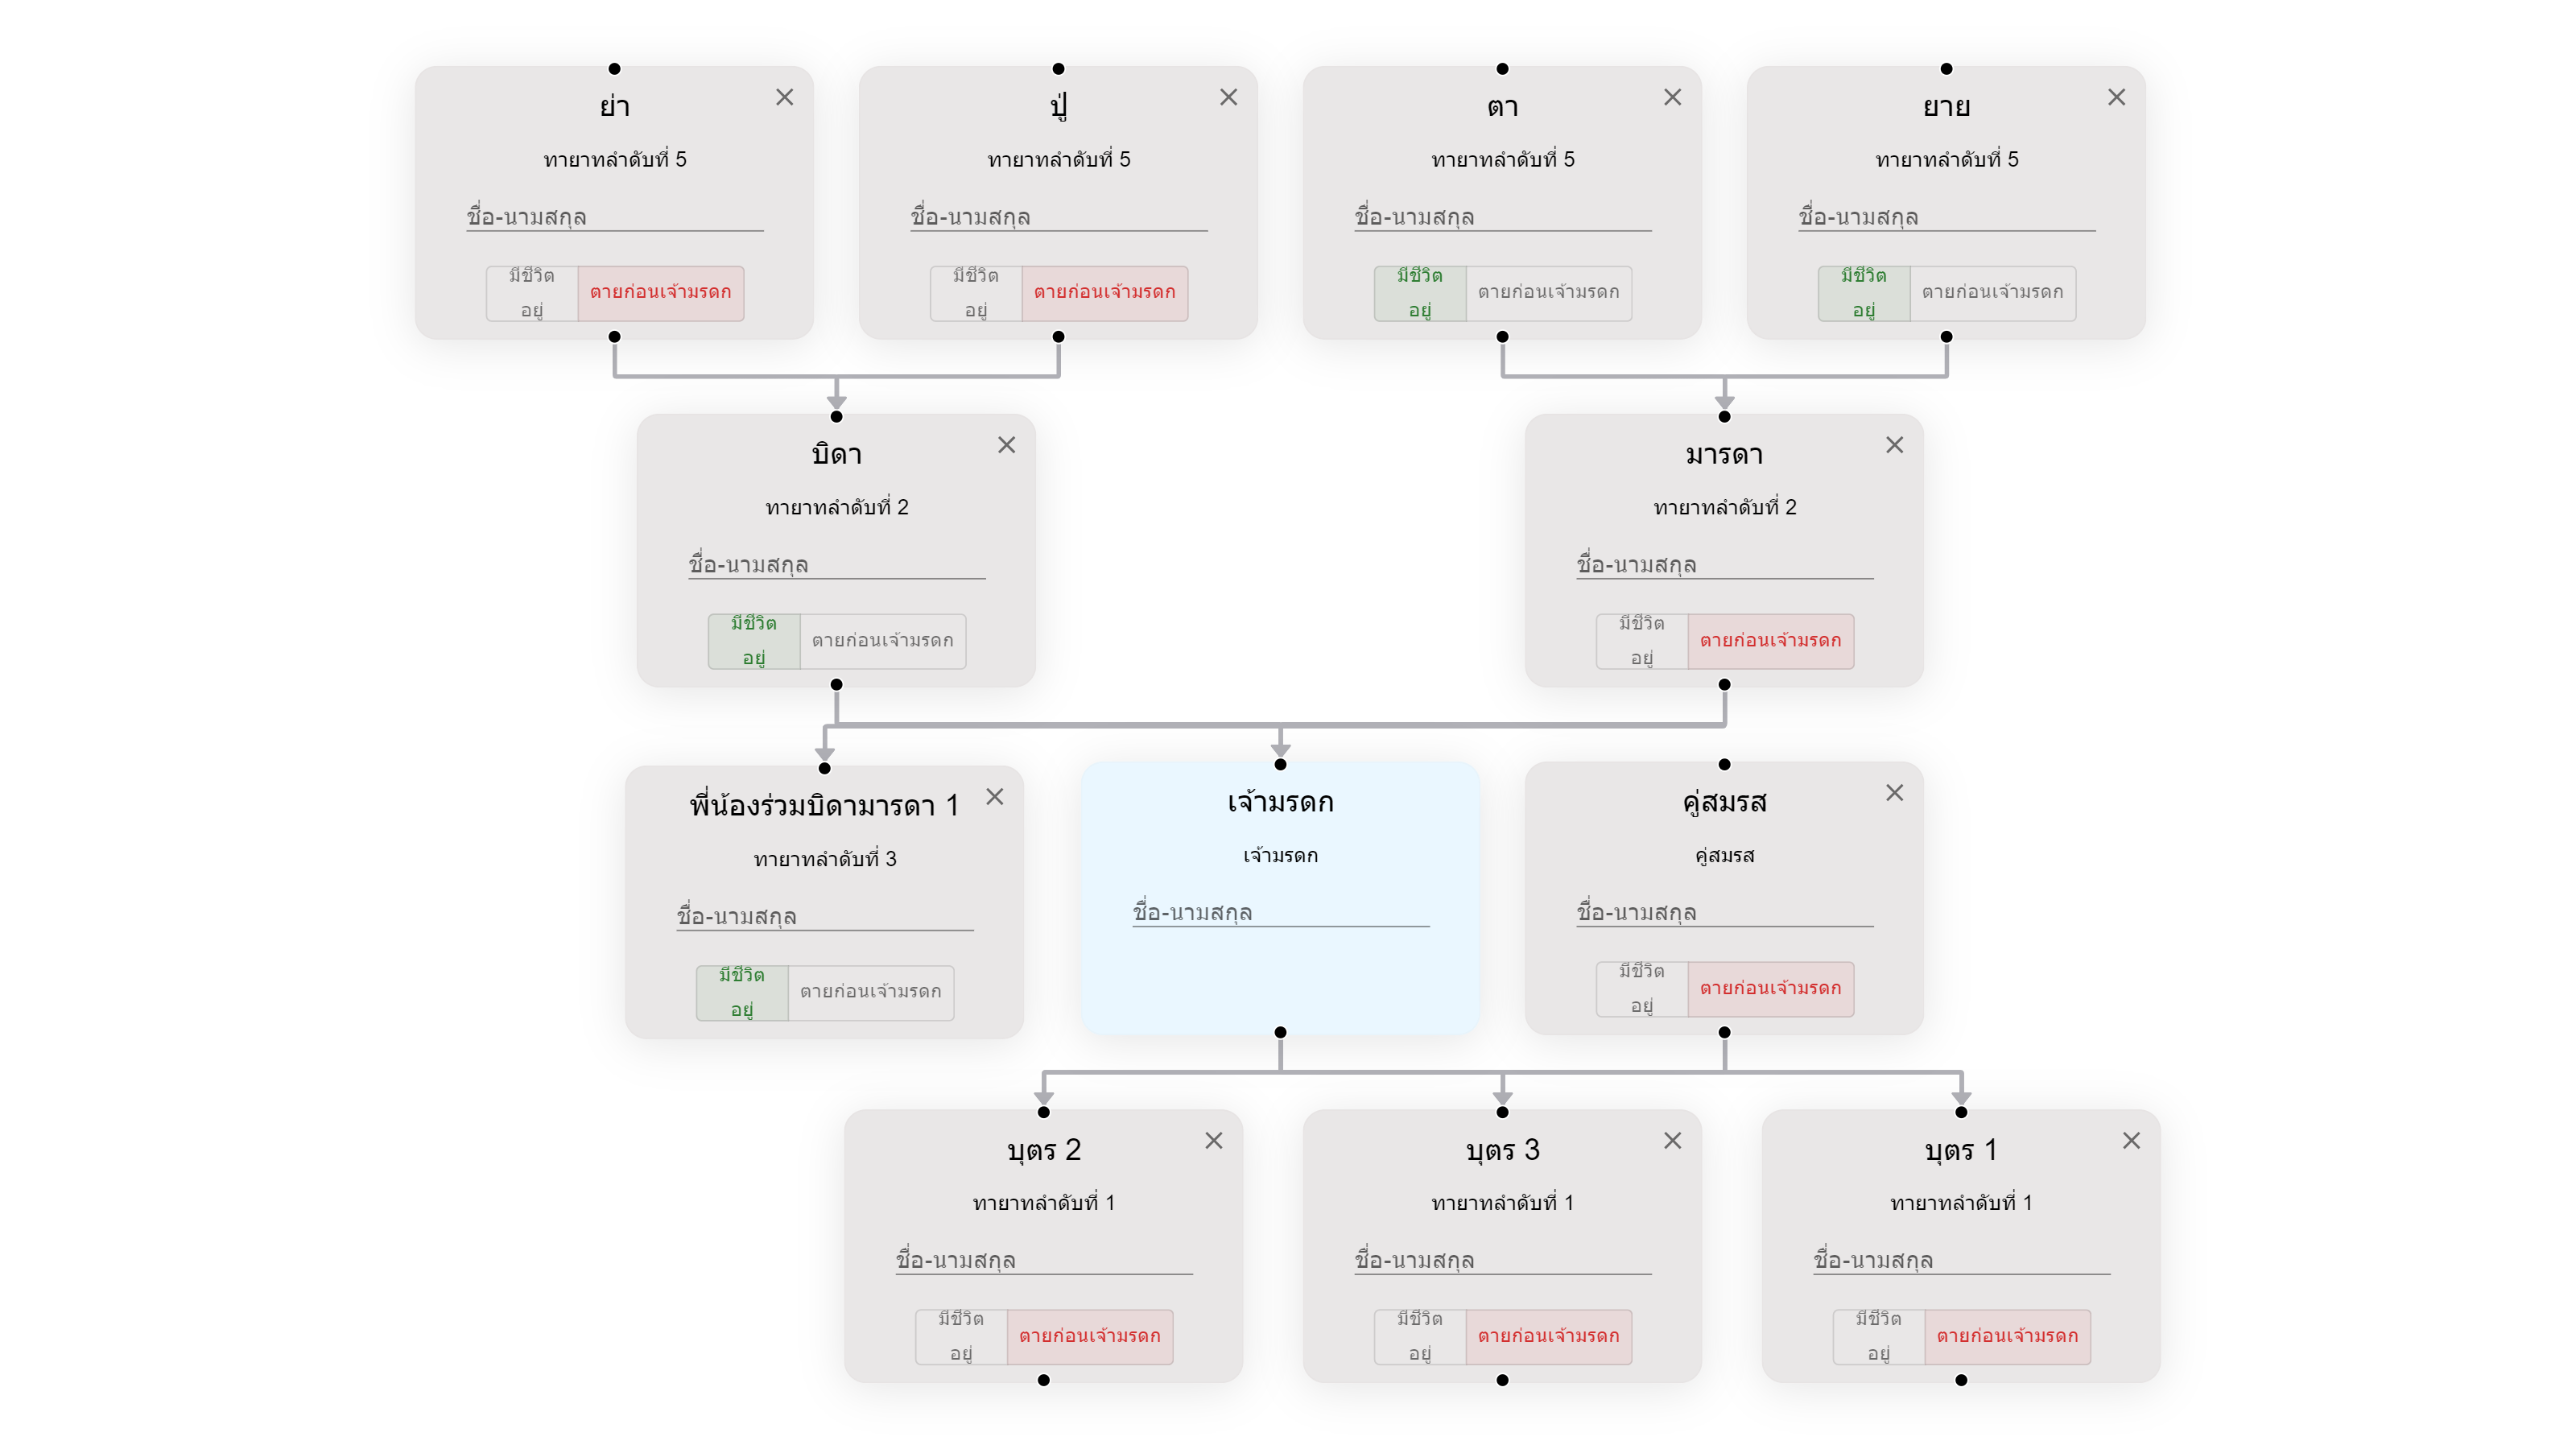 ย่า
ทายาทลำดับที่ 5
ชื่อ-นามสกุล
มีชีวิต
อยู่
ตายก่อนเจ้ามรดก
ปู่
ทายาทลำดับที่ 5
ชื่อ-นามสกุล
มีชีวิต
อยู่
ตายก่อนเจ้ามรดก
ตา
ทายาทลำดับที่ 5
ชื่อ-นามสกุล
มีชีวิต
อยู่
ตายก่อนเจ้ามรดก
ยาย
ทายาทลำดับที่ 5
ชื่อ-นามสกุล
มีชีวิต
อยู่
ตายก่อนเจ้ามรดก
บิดา
ทายาทลำดับที่ 2
ชื่อ-นามสกุล
มีชีวิต
อยู่
ตายก่อนเจ้ามรดก
มารดา
ทายาทลำดับที่ 2
ชื่อ-นามสกุล
มีชีวิต
อยู่
ตายก่อนเจ้ามรดก
พี่น้องร่วมบิดามารดา 1
ทายาทลำดับที่ 3
ชื่อ-นามสกุล
มีชีวิต
อยู่
ตายก่อนเจ้ามรดก
เจ้ามรดก
เจ้ามรดก
ชื่อ-นามสกุล
คู่สมรส
คู่สมรส
ชื่อ-นามสกุล
มีชีวิต
อยู่
ตายก่อนเจ้ามรดก
บุตร 2
ทายาทลำดับที่ 1
ชื่อ-นามสกุล
มีชีวิต
อยู่
ตายก่อนเจ้ามรดก
บุตร 3
ทายาทลำดับที่ 1
ชื่อ-นามสกุล
มีชีวิต
อยู่
ตายก่อนเจ้ามรดก
บุตร 1
ทายาทลำดับที่ 1
ชื่อ-นามสกุล
มีชีวิต
อยู่
ตายก่อนเจ้ามรดก